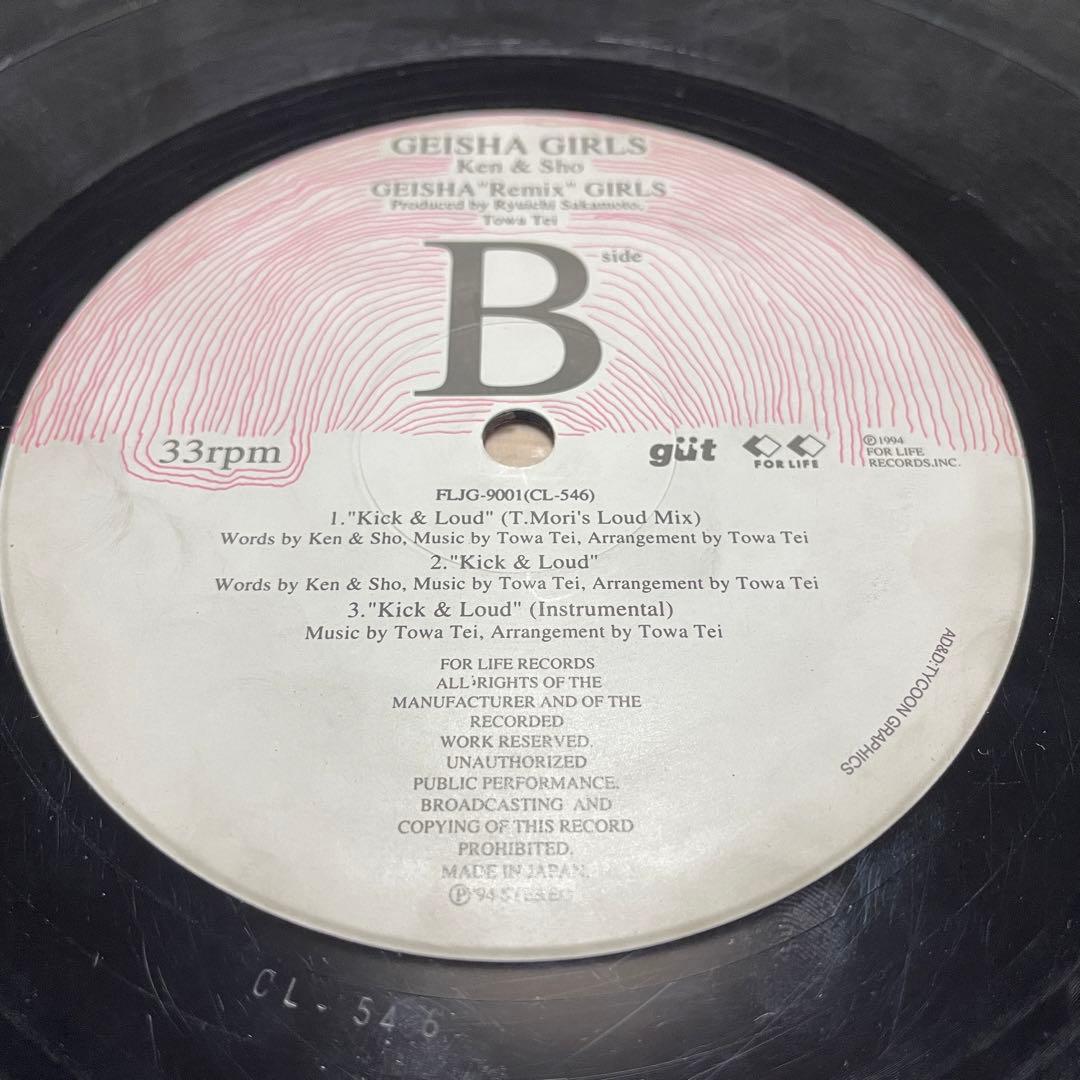 GEISHA GIRLS
Ken & Sho
GEISHA"Remix" GIRLS
Produced by Ryuichi Sakamoto,
Towa Tei
B side
33rpm
güt
FOR LIFE
℗1994
FOR LIFE
RECORDS.INC.
FLJG-9001(CL-546)
1."Kick & Loud" (T.Mori's Loud Mix)
Words by Ken & Sho, Music by Towa Tei, Arrangement by Towa Tei
2."Kick & Loud"
Words by Ken & Sho, Music by Towa Tei, Arrangement by Towa Tei
3."Kick & Loud" (Instrumental)
Music by Towa Tei, Arrangement by Towa Tei
FOR LIFE RECORDS
ALL RIGHTS OF THE
MANUFACTURER AND OF THE
RECORDED
WORK RESERVED.
UNAUTHORIZED
PUBLIC PERFORMANCE.
BROADCASTING AND
COPYING OF THIS RECORD
PROHIBITED.
MADE IN JAPAN.
℗'94 STEREO
AD&D:TYCOON GRAPHICS
CL-546